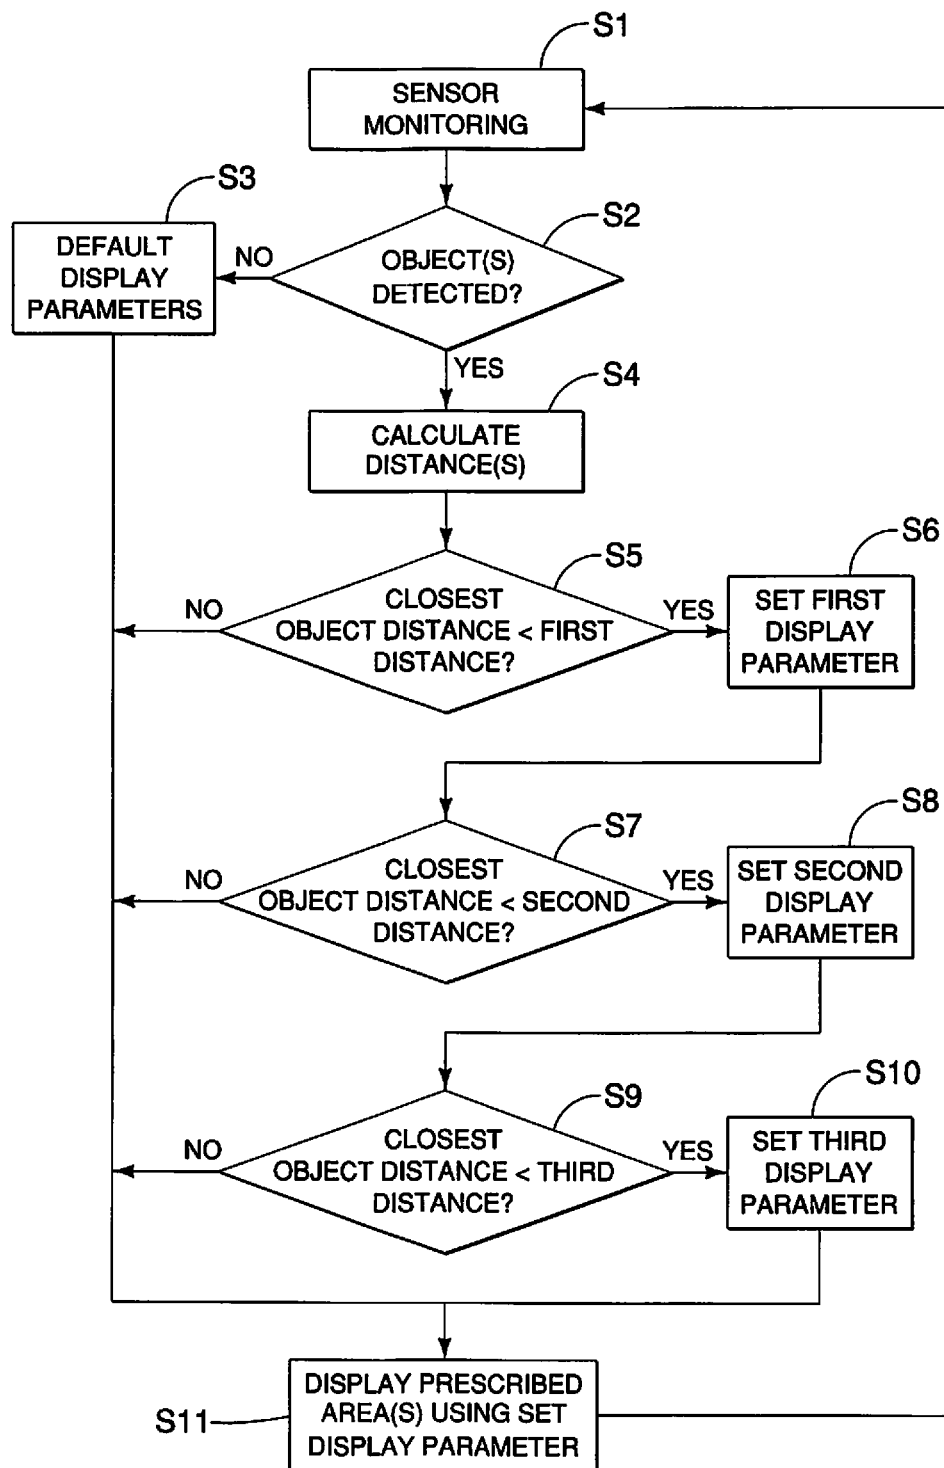 S1
SENSOR
MONITORING
S3
S2
DEFAULT
DISPLAY
PARAMETERS
NO
OBJECT(S)
DETECTED?
YES
S4
CALCULATE
DISTANCE(S)
S5
S6
NO
CLOSEST
OBJECT DISTANCE < FIRST
DISTANCE?
YES
SET FIRST
DISPLAY
PARAMETER
S7
S8
NO
CLOSEST
OBJECT DISTANCE < SECOND
DISTANCE?
YES
SET SECOND
DISPLAY
PARAMETER
S9
S10
NO
CLOSEST
OBJECT DISTANCE < THIRD
DISTANCE?
YES
SET THIRD
DISPLAY
PARAMETER
S11
DISPLAY PRESCRIBED
AREA(S) USING SET
DISPLAY PARAMETER